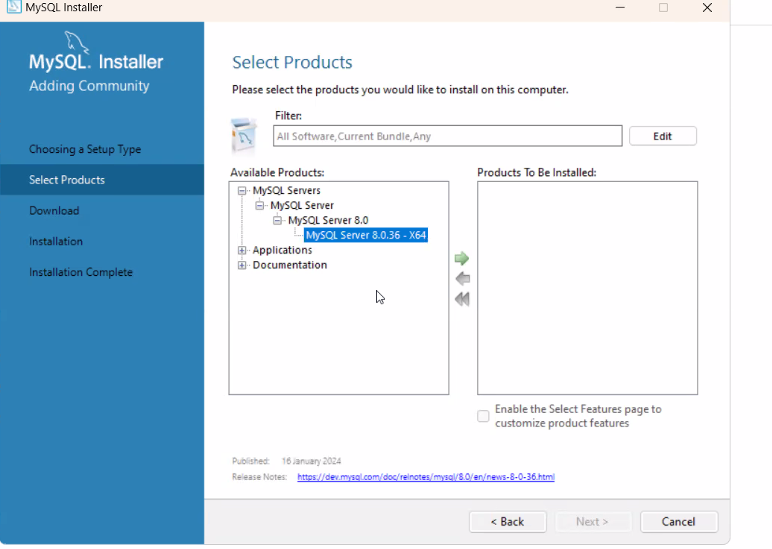 MySQL Installer
MySQL. Installer
Adding Community
Choosing a Setup Type
Select Products
Download
Installation
Installation Complete
Select Products
Please select the products you would like to install on this computer.
Filter:
All Software,Current Bundle,Any
Edit
Available Products:
MySQL Servers
MySQL Server
MySQL Server 8.0
MySQL Server 8.0.36 - X64
Applications
Documentation
Products To Be Installed:
Enable the Select Features page to
customize product features
Published: 16 January 2024
Release Notes: https://dev.mysql.com/doc/relnotes/mysql/8.0/en/news-8-0-36.html
< Back
Next >
Cancel